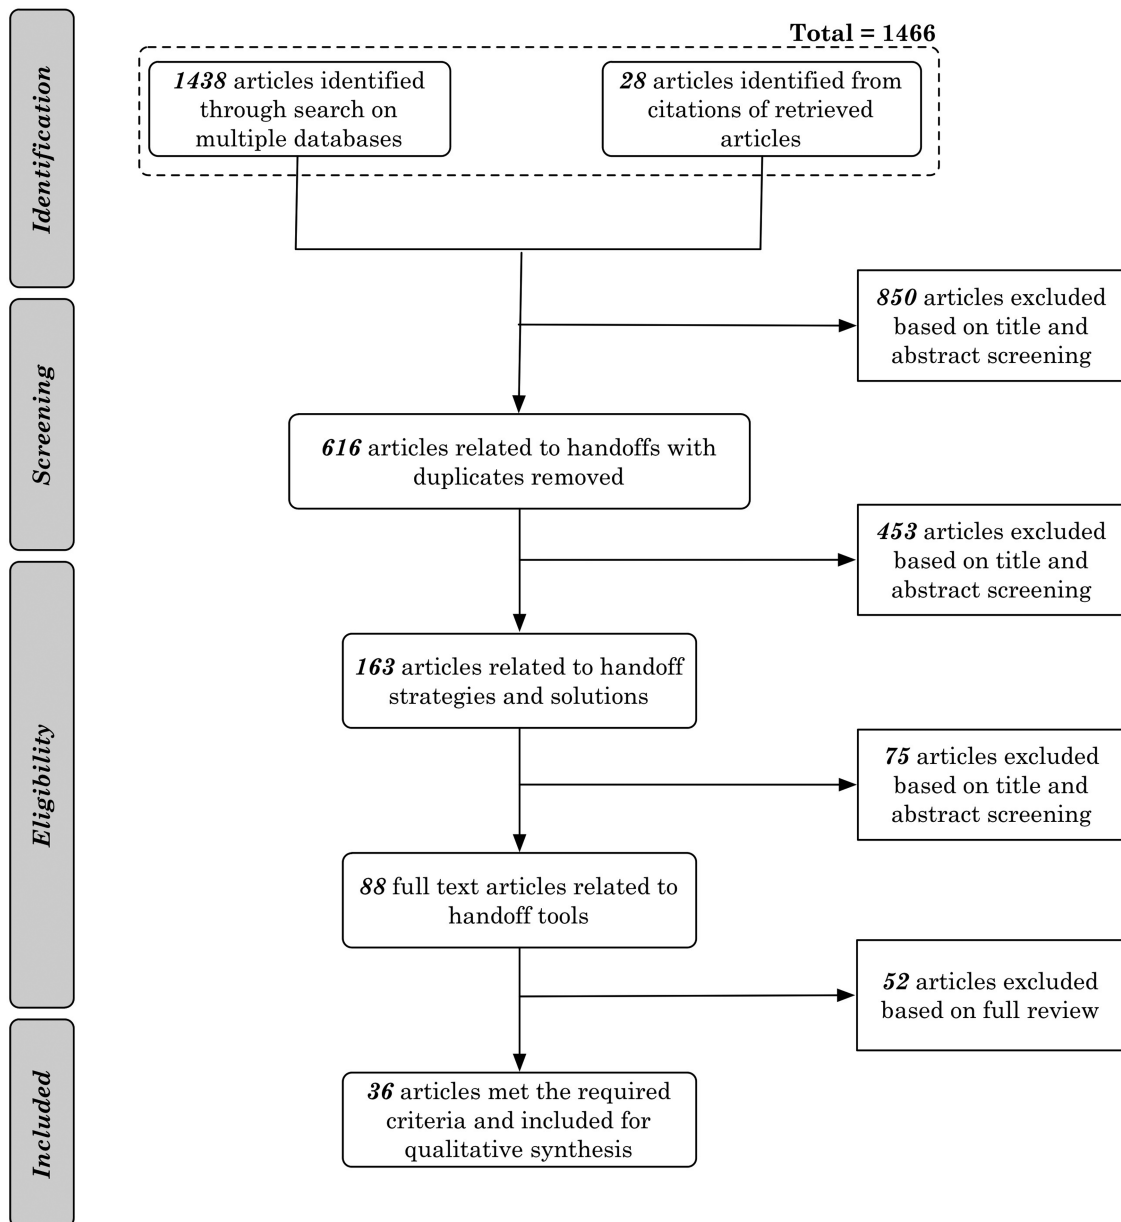 Total = 1466
Identification
1438 articles identified
through search on
multiple databases
28 articles identified from
citations of retrieved
articles
850 articles excluded
based on title and
abstract screening
Screening
616 articles related to handoffs with
duplicates removed
453 articles excluded
based on title and
abstract screening
Eligibility
163 articles related to handoff
strategies and solutions
75 articles excluded
based on title and
abstract screening
88 full text articles related to
handoff tools
52 articles excluded
based on full review
Included
36 articles met the required
criteria and included for
qualitative synthesis